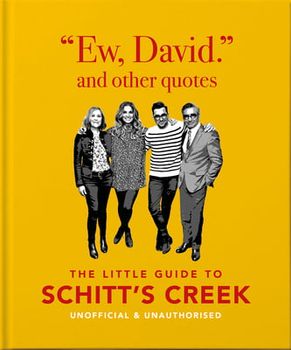 “Ew, David.”
and other quotes
THE LITTLE GUIDE TO
SCHITT’S CREEK
UNOFFICIAL & UNAUTHORISED